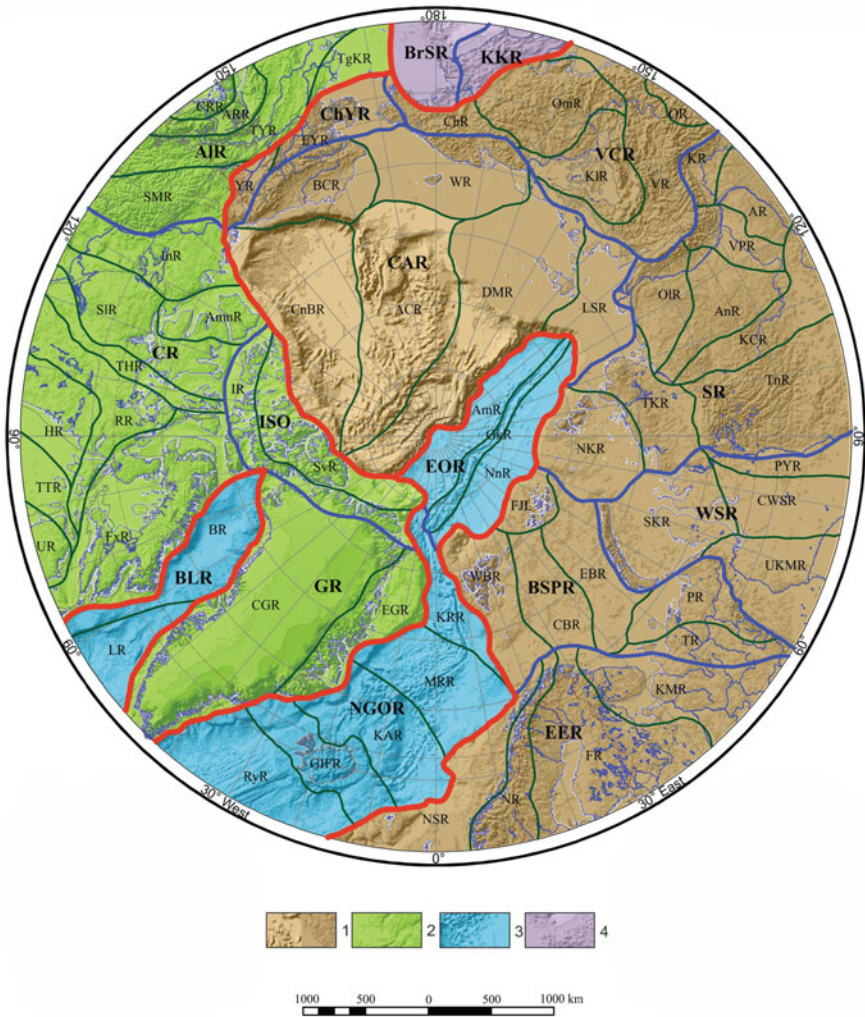 180°
150°
150°
120°
120°
90°
90°
60°
60°
30° West
0°
30° East
BrSR
KKR
TgKR
CRR
ARR
TYR
AlR
SMR
ChYR
EYR
YR
BCR
ChR
WR
OmR
OR
VCR
KlR
VR
KR
AR
VPR
CAR
InR
DMR
LSR
OlR
AnR
CnBR
ACR
SlR
AmnR
KCR
CR
THR
SR
TnR
IR
AmR
TKR
ISO
RR
HR
GkR
NKR
EOR
SvR
NnR
PYR
TTR
CWSR
FJL
SKR
WSR
BR
UR
FxR
UKMR
BLR
WBR
BSPR
EBR
GR
PR
CGR
EGR
KRR
CBR
TR
LR
MRR
KMR
NGOR
EER
KAR
FR
GIFR
RyR
NR
NSR
1
2
3
4
1000
500
0
500
1000 km